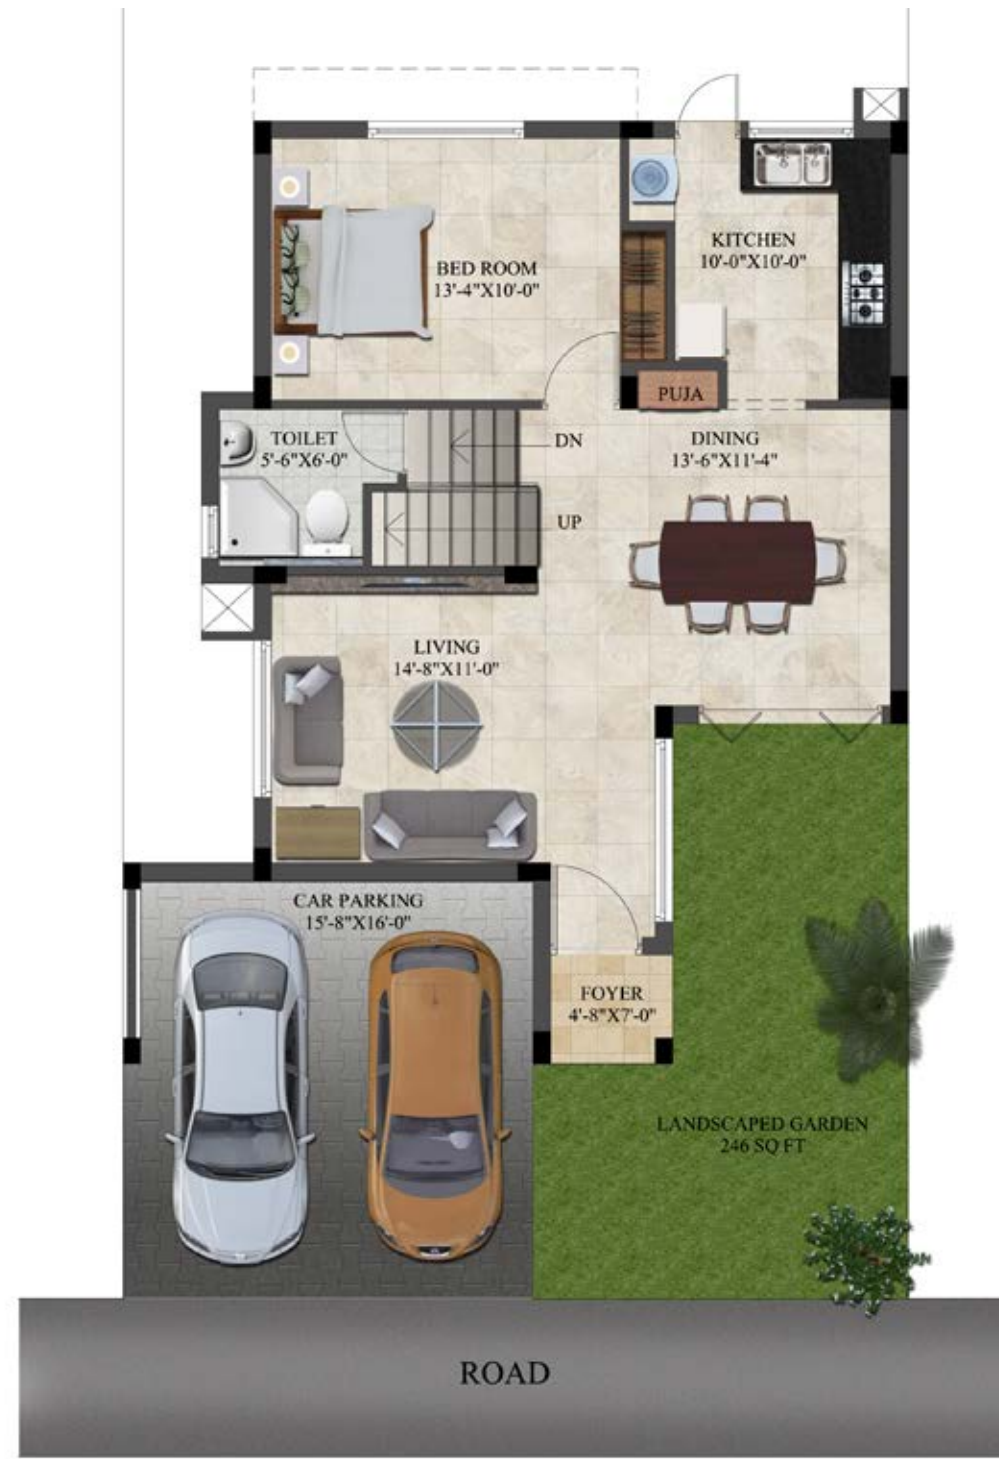 KITCHEN
10'-0"X10'-0"
BED ROOM
13'-4"X10'-0"
PUJA
TOILET
5'-6"X6'-0"
DN
DINING
13'-6"X11'-4"
UP
LIVING
14'-8"X11'-0"
CAR PARKING
15'-8"X16'-0"
FOYER
4'-8"X7'-0"
LANDSCAPED GARDEN
246 SQ FT
ROAD